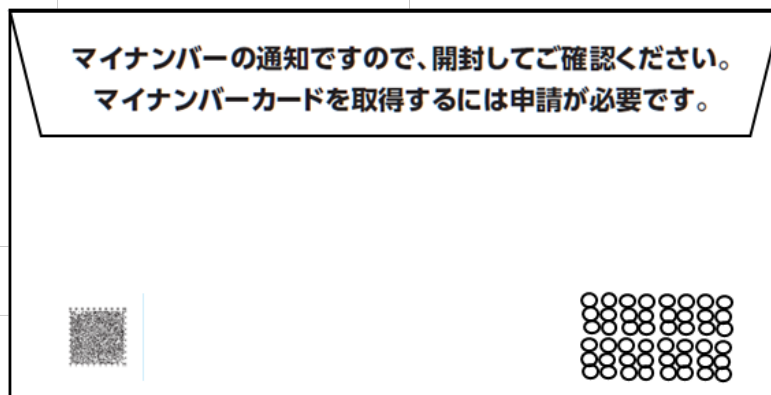 マイナンバーの通知ですので、開封してご確認ください。
マイナンバーカードを取得するには申請が必要です。